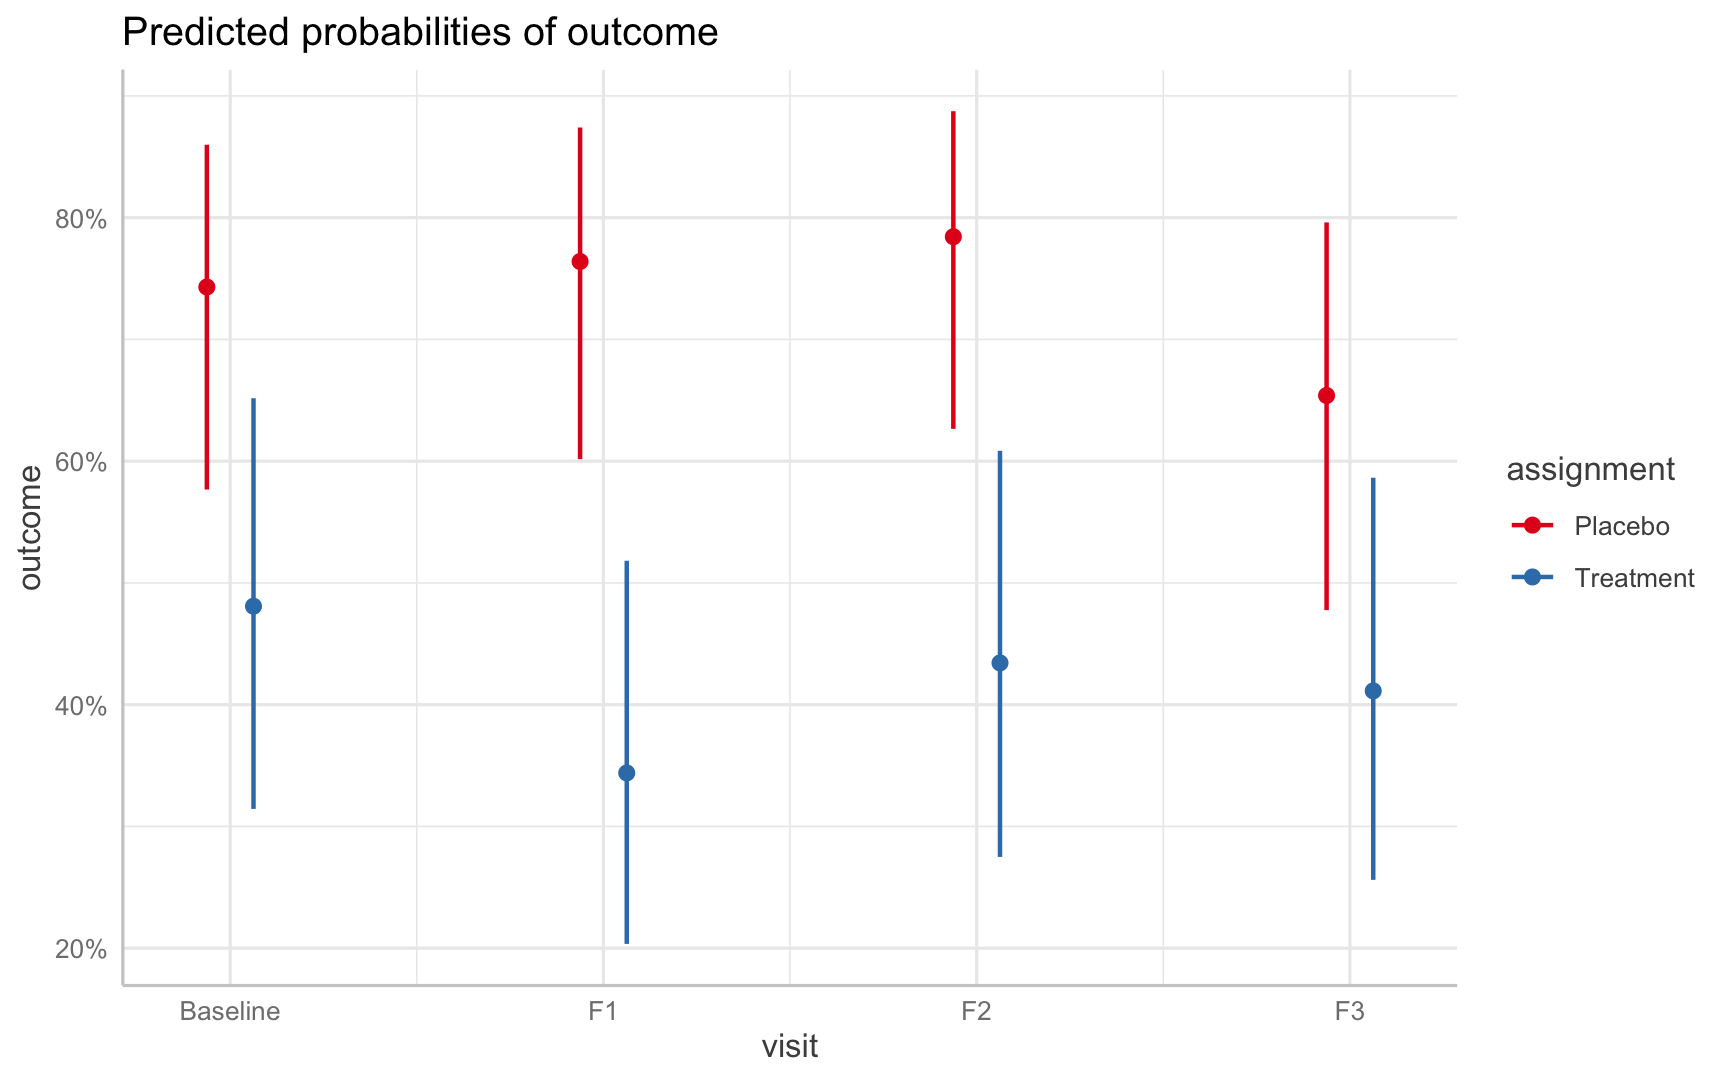 Predicted probabilities of outcome
80%
60%
40%
20%
outcome
Baseline
F1
F2
F3
visit
assignment
Placebo
Treatment